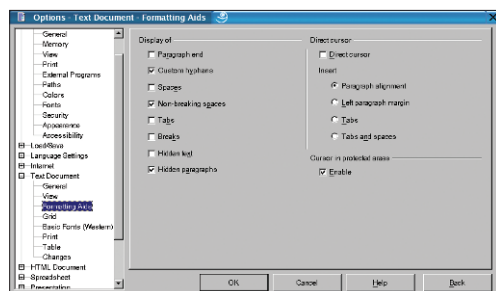 Options - Text Document - Formatting Aids
General
Memory
View
Print
External Programs
Paths
Colors
Fonts
Security
Appearance
Accessibility
Load/Save
Language Settings
Internet
Text Document
General
View
Formatting Aids
Grid
Basic Fonts (Western)
Print
Table
Changes
HTML Document
Spreadsheet
Presentation
Display of
Paragraph end
Custom hyphens
Spaces
Non-breaking spaces
Tabs
Breaks
Hidden text
Hidden paragraphs
Direct cursor
Direct cursor
Insert
Paragraph alignment
Left paragraph margin
Tabs
Tabs and spaces
Cursor in protected areas
Enable
OK
Cancel
Help
Back